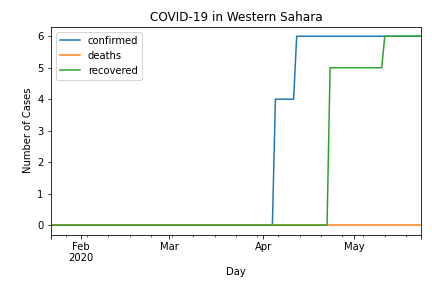 COVID-19 in Western Sahara
confirmed
deaths
recovered
Number of Cases
6
5
4
3
2
1
0
Feb
2020
Mar
Apr
May
Day